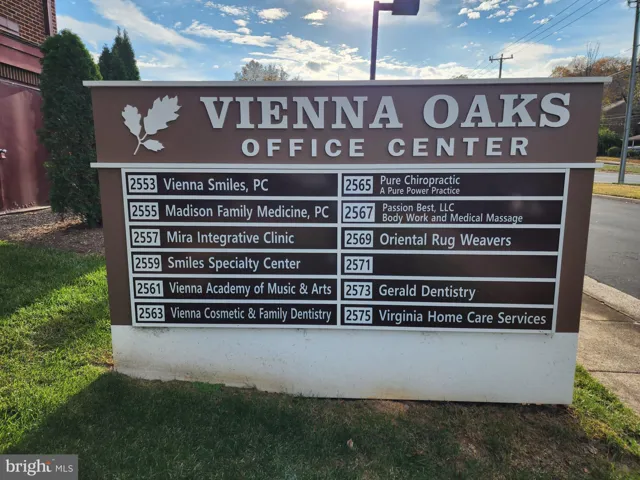 VIENNA OAKS
OFFICE CENTER
2553 Vienna Smiles, PC
2555 Madison Family Medicine, PC
2557 Mira Integrative Clinic
2559 Smiles Specialty Center
2561 Vienna Academy of Music & Arts
2563 Vienna Cosmetic & Family Dentistry
2565 Pure Chiropractic
A Pure Power Practice
2567 Passion Best, LLC
Body Work and Medical Massage
2569 Oriental Rug Weavers
2571
2573 Gerald Dentistry
2575 Virginia Home Care Services
bright MLS